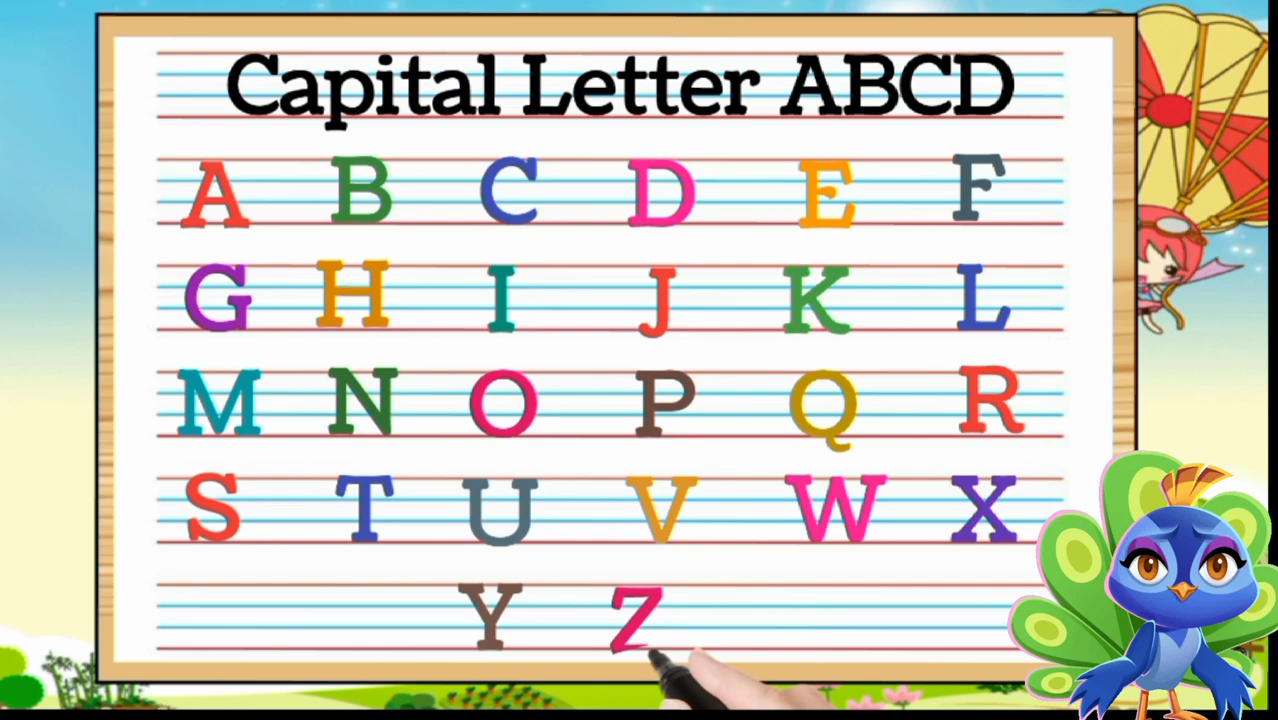 Capital Letter ABCD
A B C D E F
G H I J K L
M N O P Q R
S T U V W X
Y Z